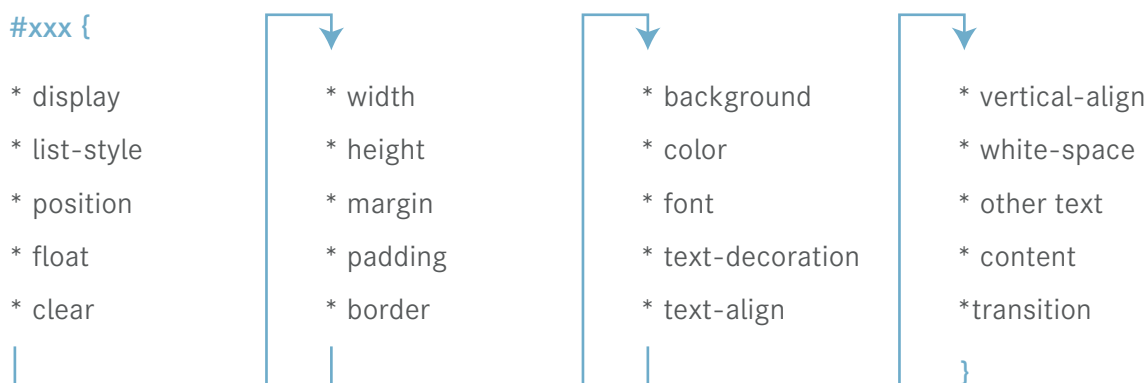 #xxx {
* display
* list-style
* position
* float
* clear
* width
* height
* margin
* padding
* border
* background
* color
* font
* text-decoration
* text-align
* vertical-align
* white-space
* other text
* content
*transition
}